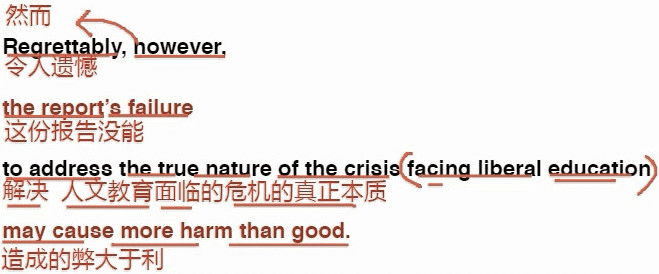 然而
Regrettably, however,
令人遗憾
the report's failure
这份报告没能
to address the true nature of the crisis (facing liberal education)
解决 人文教育面临的危机的真正本质
may cause more harm than good.
造成的弊大于利